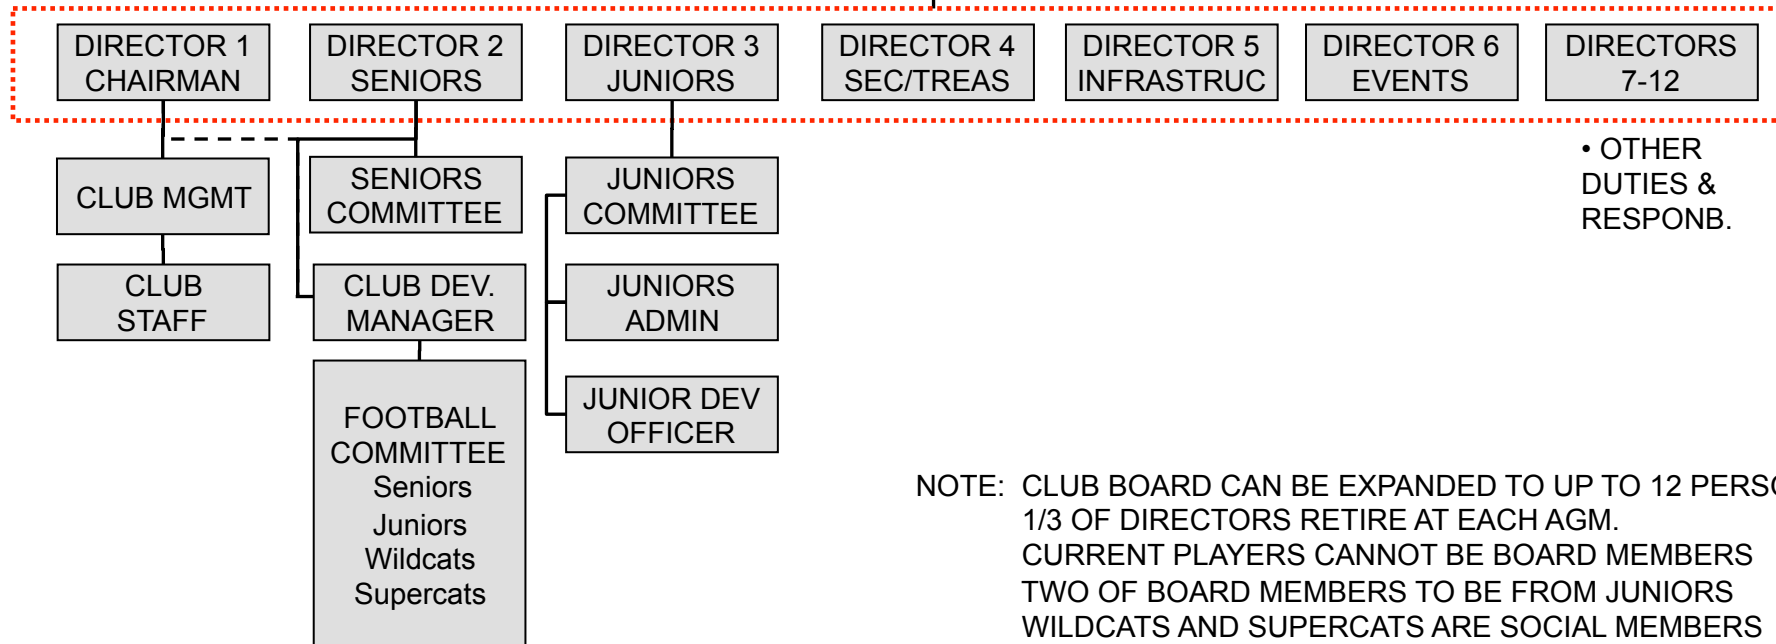 DIRECTOR 1
CHAIRMAN
DIRECTOR 2
SENIORS
DIRECTOR 3
JUNIORS
DIRECTOR 4
SEC/TREAS
DIRECTOR 5
INFRASTRUC
DIRECTOR 6
EVENTS
DIRECTORS
7-12
• OTHER
DUTIES &
RESPONB.
CLUB MGMT
SENIORS
COMMITTEE
JUNIORS
COMMITTEE
CLUB
STAFF
CLUB DEV.
MANAGER
JUNIORS
ADMIN
FOOTBALL
COMMITTEE
Seniors
Juniors
Wildcats
Supercats
JUNIOR DEV
OFFICER
NOTE: CLUB BOARD CAN BE EXPANDED TO UP TO 12
1/3 OF DIRECTORS RETIRE AT EACH AGM.
CURRENT PLAYERS CANNOT BE BOARD MEMBERS
TWO OF BOARD MEMBERS TO BE FROM JUNIORS
WILDCATS AND SUPERCATS ARE SOCIAL MEMBERS